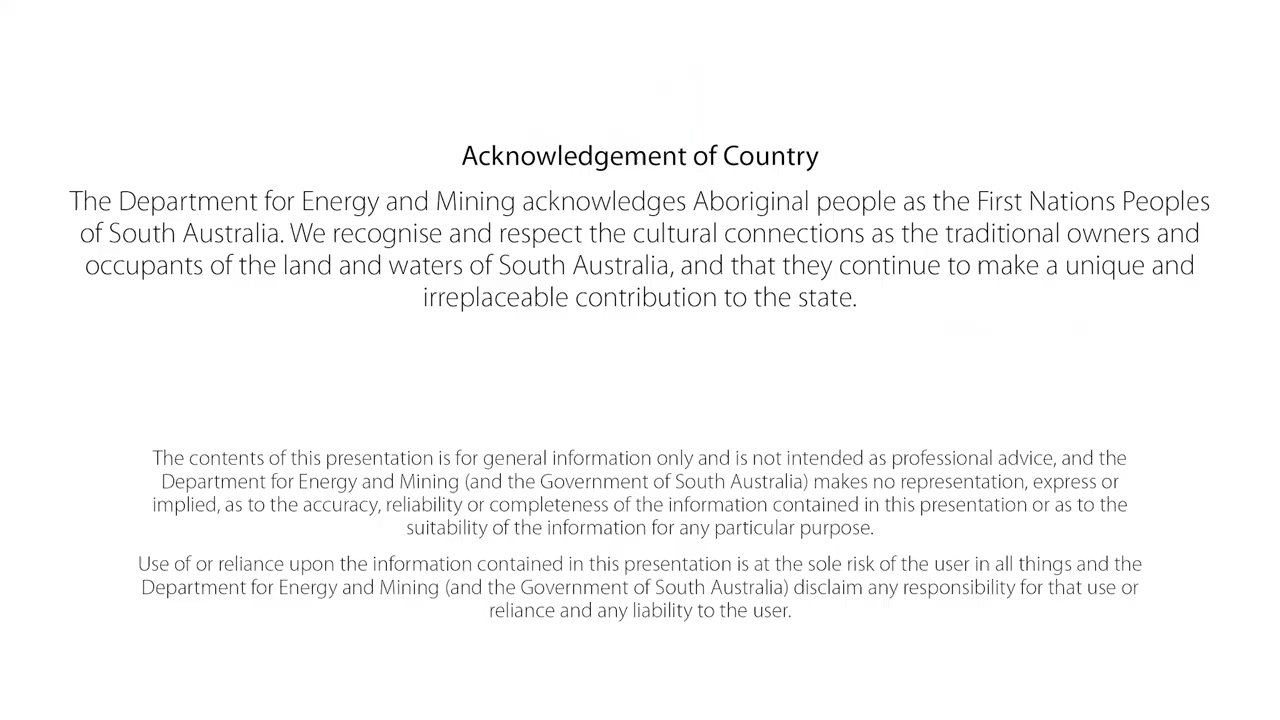 Acknowledgement of Country
The Department for Energy and Mining acknowledges Aboriginal people as the First Nations Peoples
of South Australia. We recognise and respect the cultural connections as the traditional owners and
occupants of the land and waters of South Australia, and that they continue to make a unique and
irreplaceable contribution to the state.
The contents of this presentation is for general information only and is not intended as professional advice, and the
Department for Energy and Mining (and the Government of South Australia) makes no representation, express or
implied, as to the accuracy, reliability or completeness of the information contained in this presentation or as to the
suitability of the information for any particular purpose.
Use of or reliance upon the information contained in this presentation is at the sole risk of the user in all things and the
Department for Energy and Mining (and the Government of South Australia) disclaim any responsibility for that use or
reliance and any liability to the user.